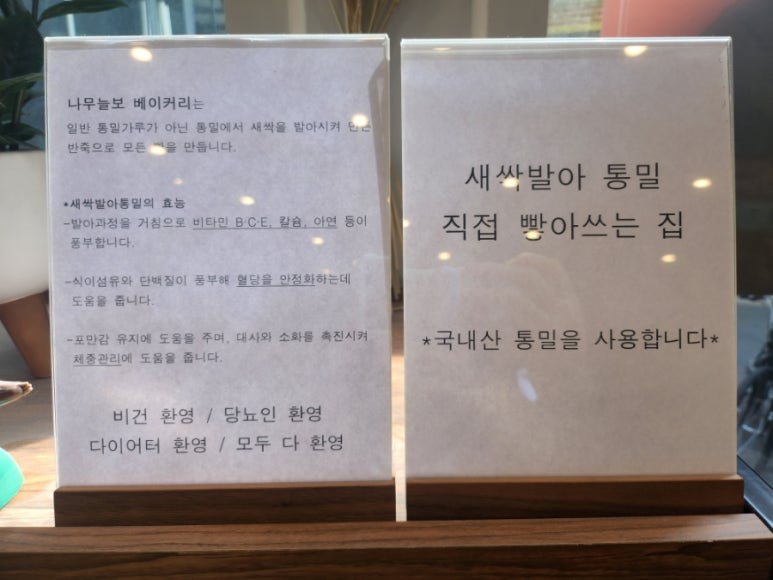 나무늘보 베이커리는
일반 통밀가루가 아닌 통밀에서 새싹을 발아시켜 만든
반죽으로 모든 빵을 만듭니다.
*새싹발아통밀의 효능
-발아과정을 거침으로 비타민 B·C·E, 칼슘, 아연 등이
풍부합니다.
-식이섬유와 단백질이 풍부해 혈당을 안정화하는데
도움을 줍니다.
-포만감 유지에 도움을 주며, 대사와 소화를 촉진시켜
체중관리에 도움을 줍니다.
비건 환영 / 당뇨인 환영
다이어터 환영 / 모두 다 환영
새싹발아 통밀
직접 빻아쓰는 집
*국내산 통밀을 사용합니다*